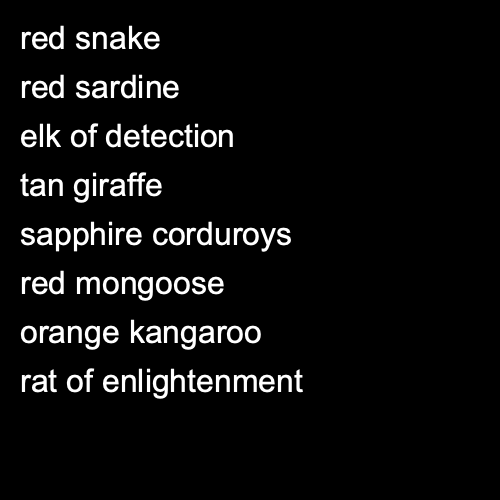 red snake
red sardine
elk of detection
tan giraffe
sapphire corduroys
red mongoose
orange kangaroo
rat of enlightenment